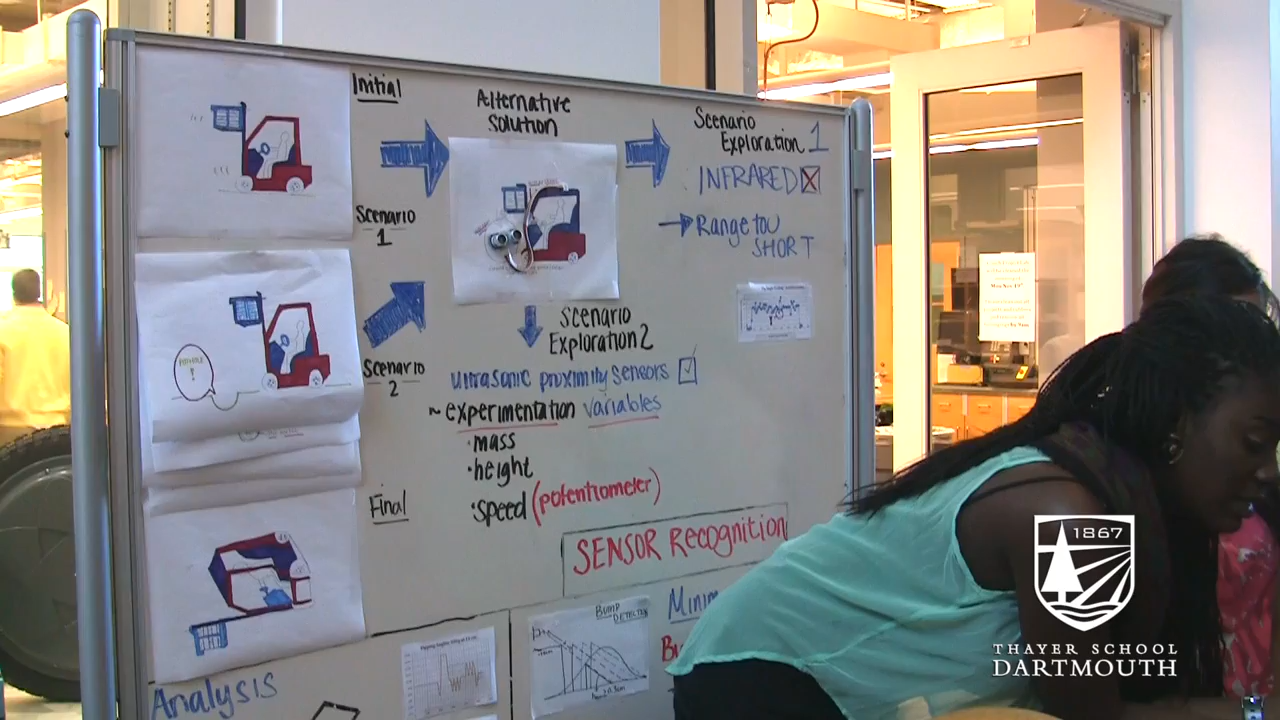 Initial
Alternative
Solution
Scenario
Exploration 1
INFRARED
Range too
SHORT
Scenario
1
Scenario
Exploration 2
Scenario
2
ultrasonic proximity sensors
~ experimentation variables
• mass
• height
• speed (potentiometer)
Final
SENSOR Recognition
BUMP
DETECTION
Analysis
1867
THAYER SCHOOL
DARTMOUTH